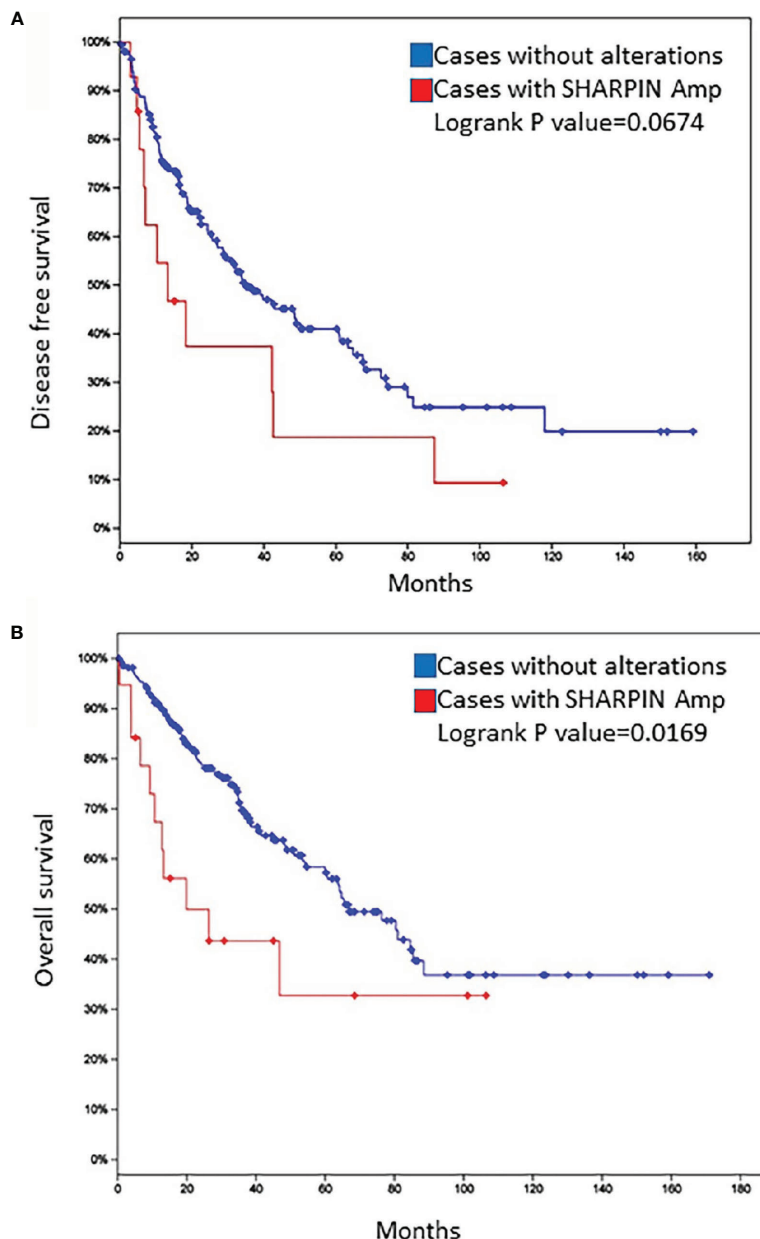 A
Cases without alterations
Cases with SHARPIN Amp
Logrank P value=0.0674
100%
90%
80%
70%
60%
50%
40%
30%
20%
10%
0%
Disease free survival
0 20 40 60 80 100 120 140 160
Months
B
Cases without alterations
Cases with SHARPIN Amp
Logrank P value=0.0169
100%
90%
80%
70%
60%
50%
40%
30%
20%
10%
0%
Overall survival
0 20 40 60 80 100 120 140 160 180
Months